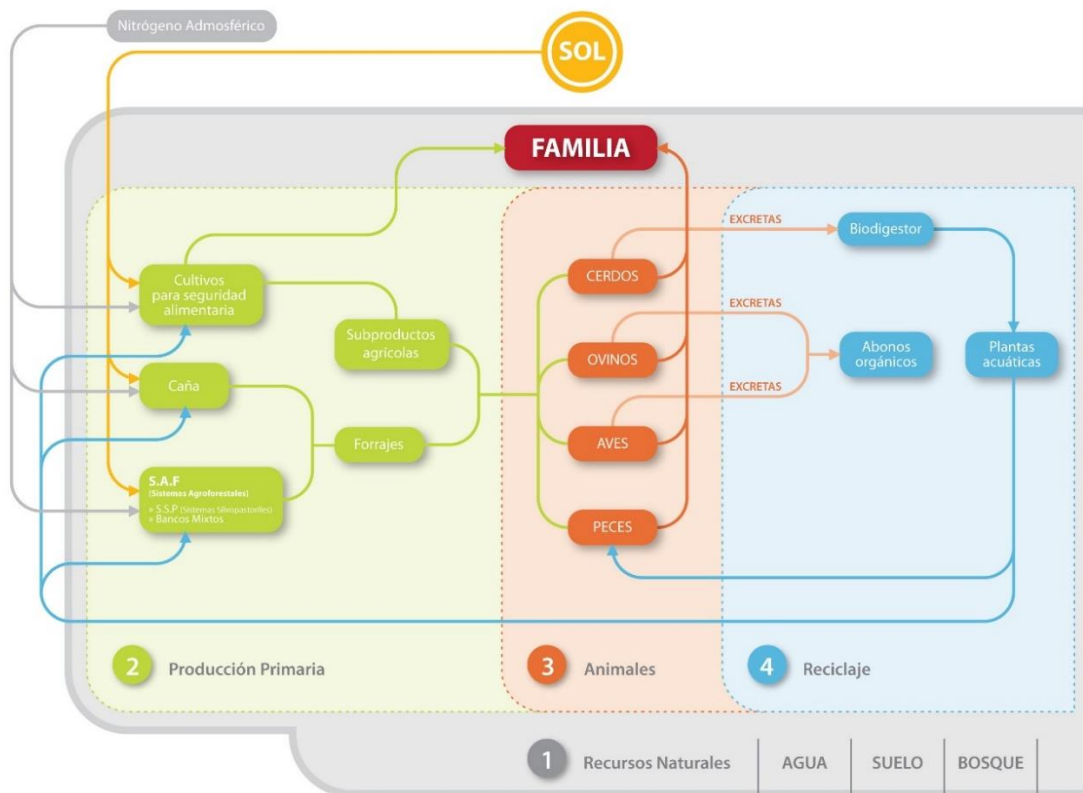 Nitrógeno Admosférico
SOL
FAMILIA
EXCRETAS
Biodigestor
CERDOS
Cultivos
para seguridad
alimentaria
EXCRETAS
Subproductos
agrícolas
OVINOS
Abonos
orgánicos
Plantas
acuáticas
Caña
EXCRETAS
Forrajes
AVES
S.A.F
(Sistemas Agroforestales)
» S.S.P (Sistemas Silvopastoriles)
» Bancos Mixtos
PECES
2 Producción Primaria
3 Animales
4 Reciclaje
1 Recursos Naturales
AGUA
SUELO
BOSQUE